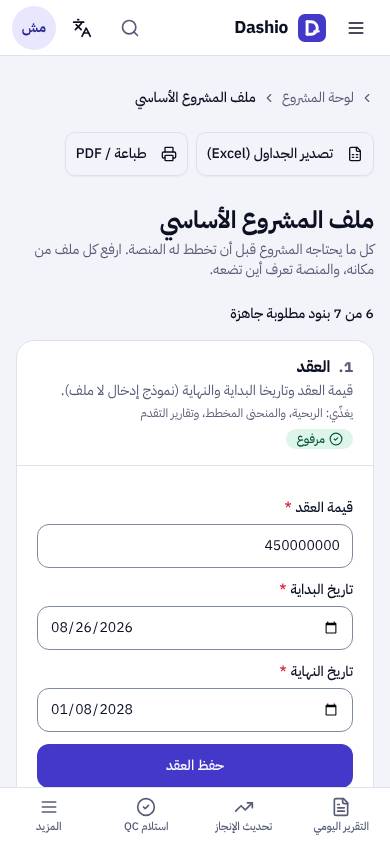 Dashio
مش
لوحة المشروع
ملف المشروع الأساسي
تصدير الجداول (Excel)
طباعة / PDF
ملف المشروع الأساسي
كل ما يحتاجه المشروع قبل أن تخطط له المنصة. ارفع كل ملف من
مكانه، والمنصة تعرف أين تضعه.
6 من 7 بنود مطلوبة جاهزة
1. العقد
قيمة العقد وتاريخا البداية والنهاية (نموذج إدخال لا ملف).
يغذّي: الربحية، والمنحنى المخطط، وتقارير التقدم
مرفوع
قيمة العقد *
450000000
تاريخ البداية *
08/26/2026
تاريخ النهاية *
01/08/2028
حفظ العقد
التقرير اليومي
تحديث الإنجاز
استلام QC
المزيد